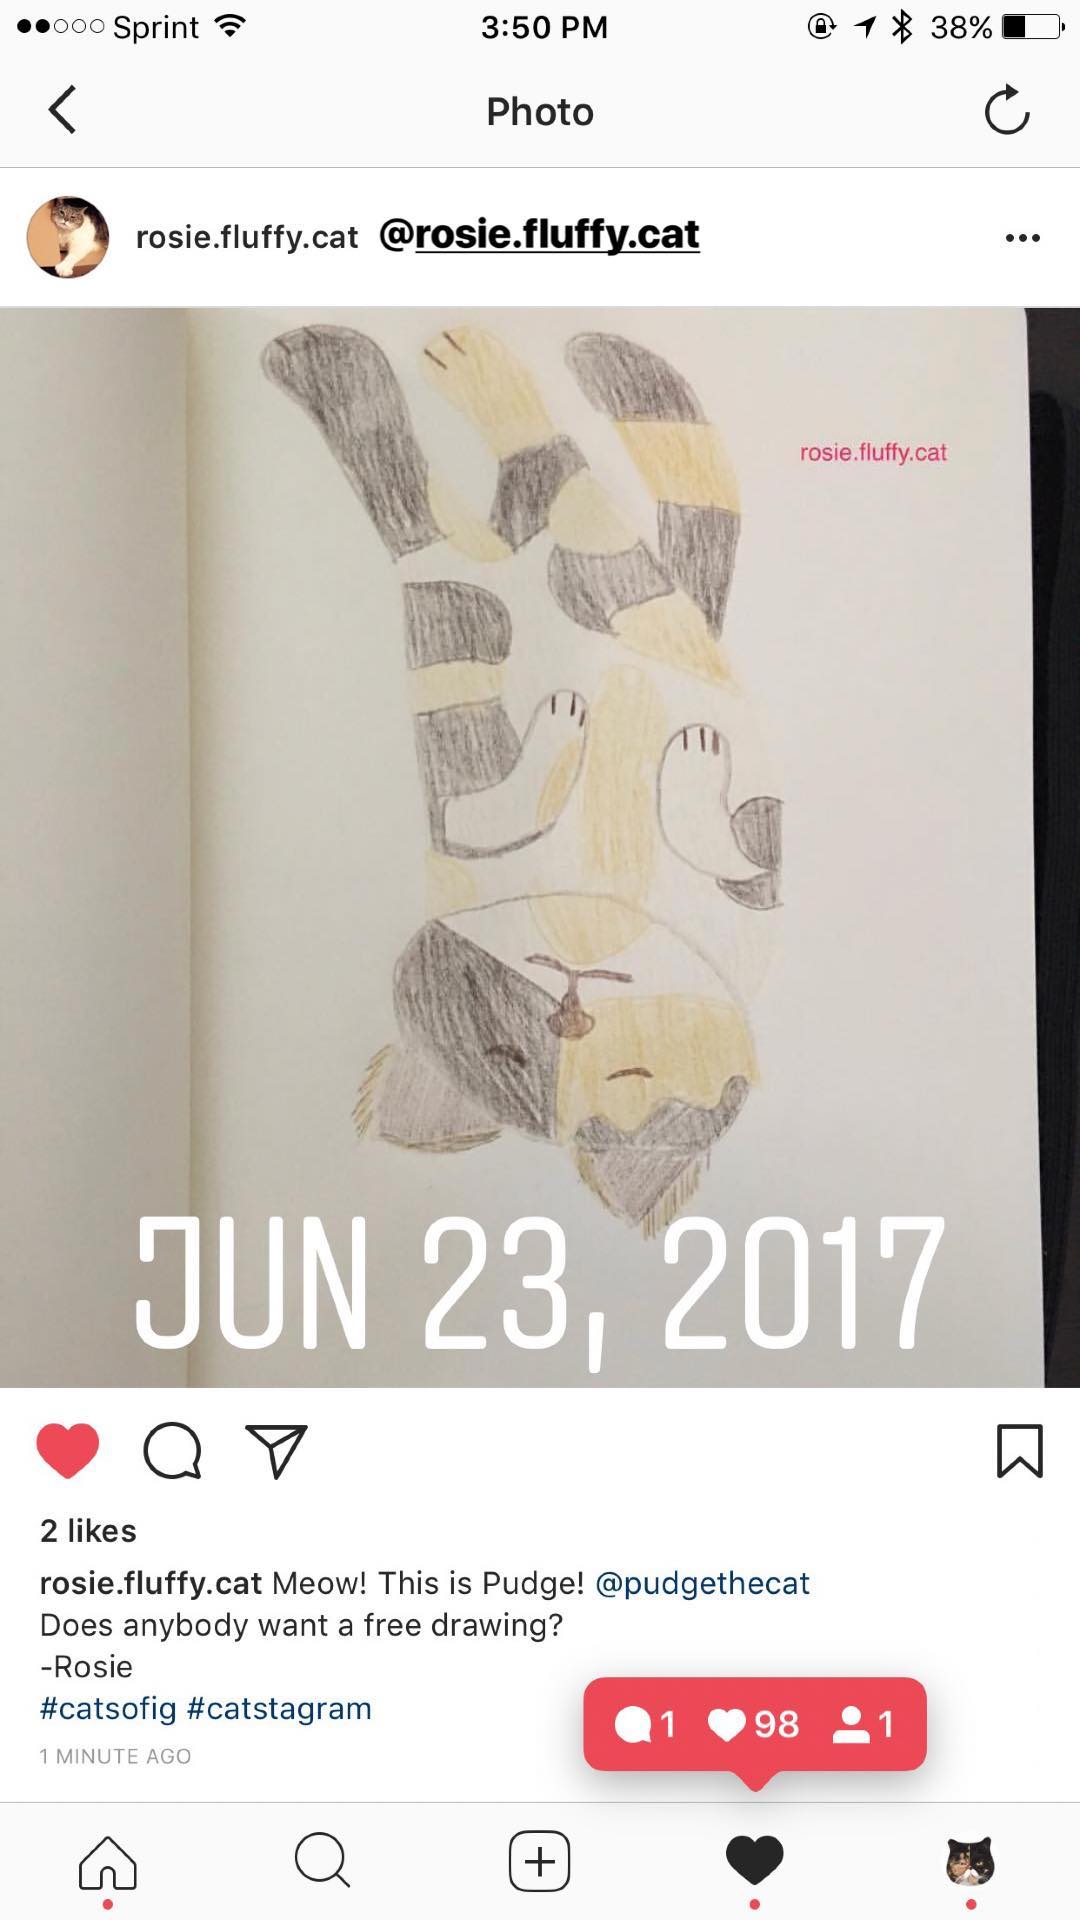 Sprint 3:50 PM 38%
Photo
rosie.fluffy.cat @rosie.fluffy.cat
rosie.fluffy.cat
JUN 23, 2017
2 likes
rosie.fluffy.cat Meow! This is Pudge! @pudgethecat
Does anybody want a free drawing?
-Rosie
#catsofig #catstagram
1 98 1
1 MINUTE AGO